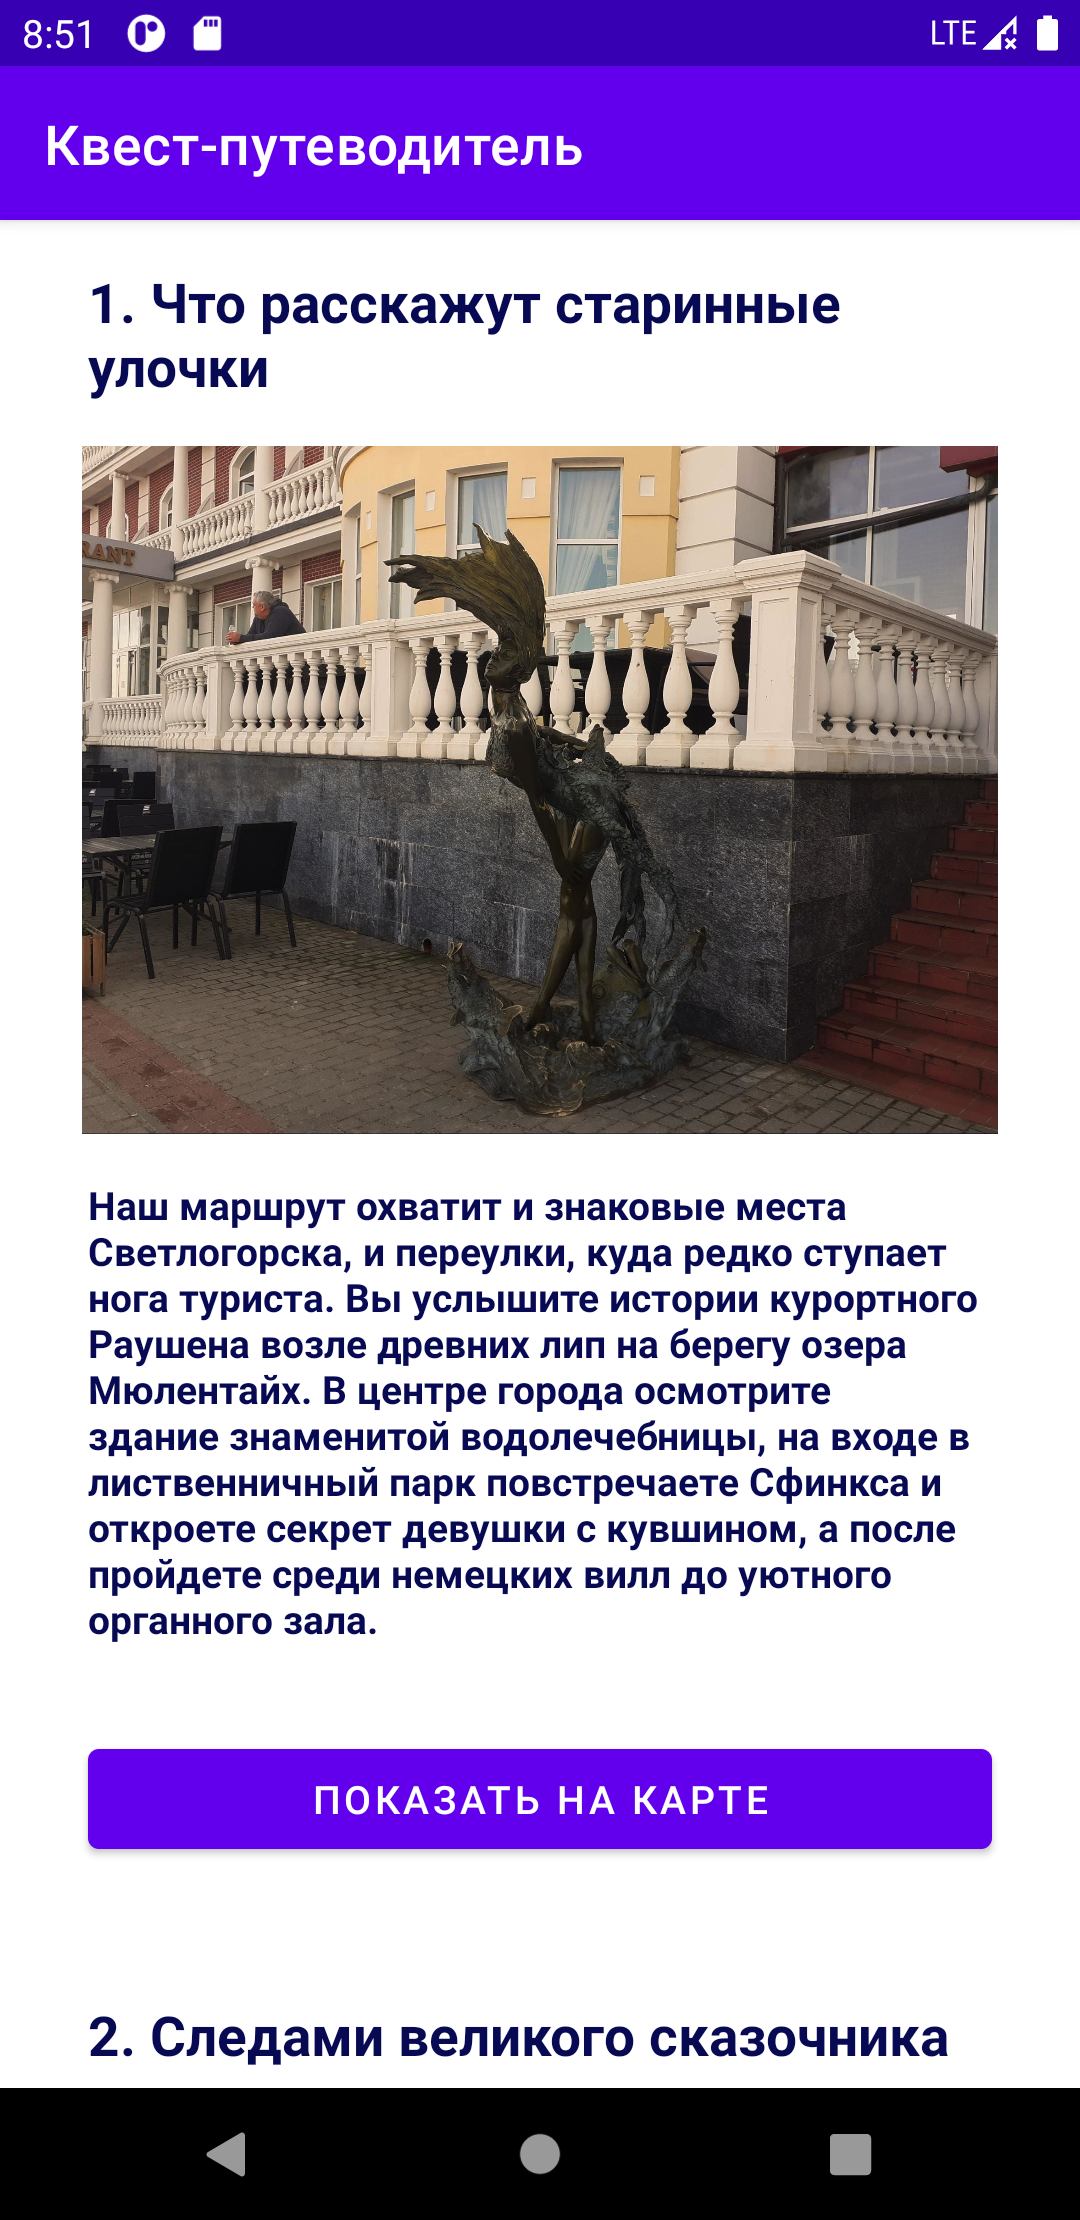 8:51
LTE
Квест-путеводитель
1. Что расскажут старинные
улочки
RANT
Наш маршрут охватит и знаковые места
Светлогорска, и переулки, куда редко ступает
нога туриста. Вы услышите истории курортного
Раушена возле древних лип на берегу озера
Мюлентайх. В центре города осмотрите
здание знаменитой водолечебницы, на входе в
лиственничный парк повстречаете Сфинкса и
откроете секрет девушки с кувшином, а после
пройдете среди немецких вилл до уютного
органного зала.
ПОКАЗАТЬ НА КАРТЕ
2. Следами великого сказочника